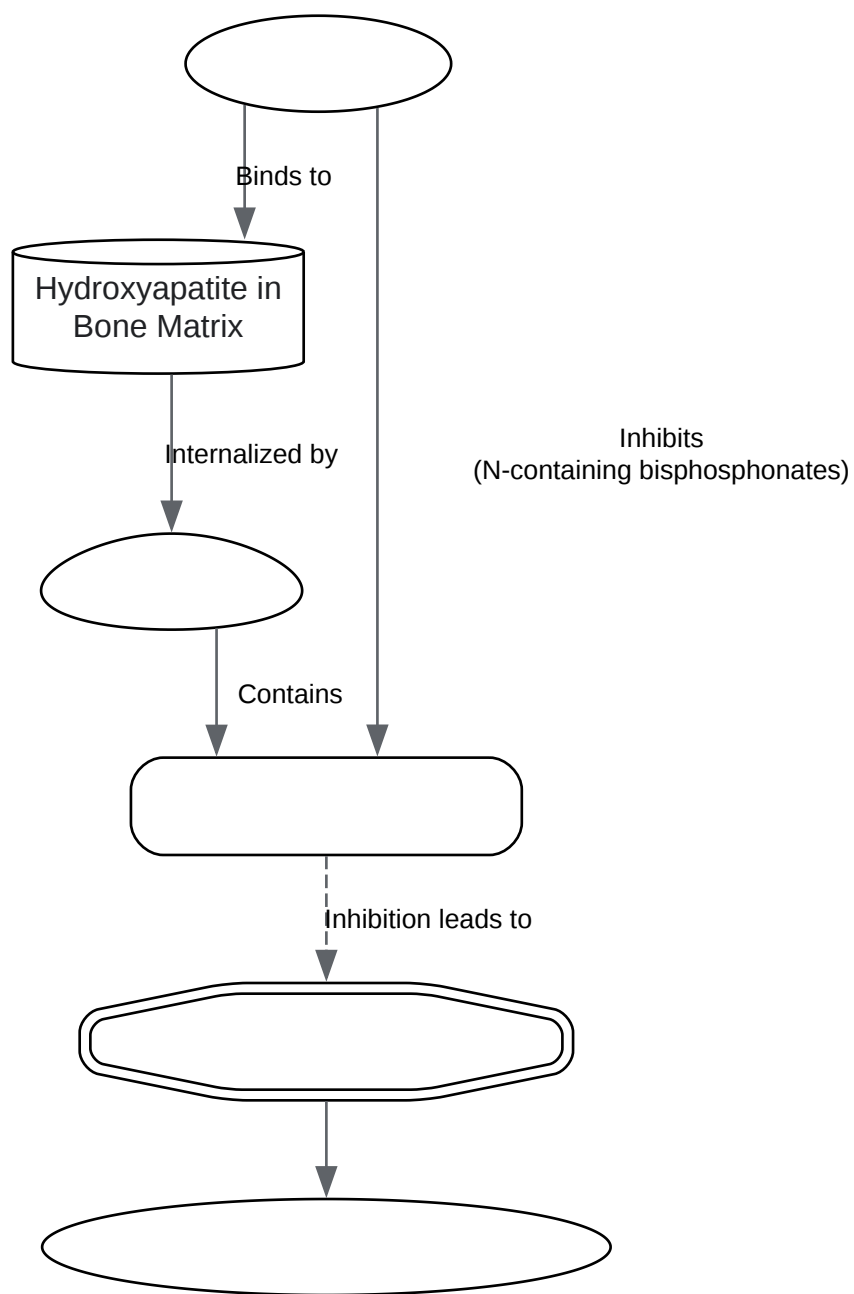 Binds to
Hydroxyapatite in
Bone Matrix
Internalized by
Inhibits
(N-containing bisphosphonates)
Contains
Inhibition leads to